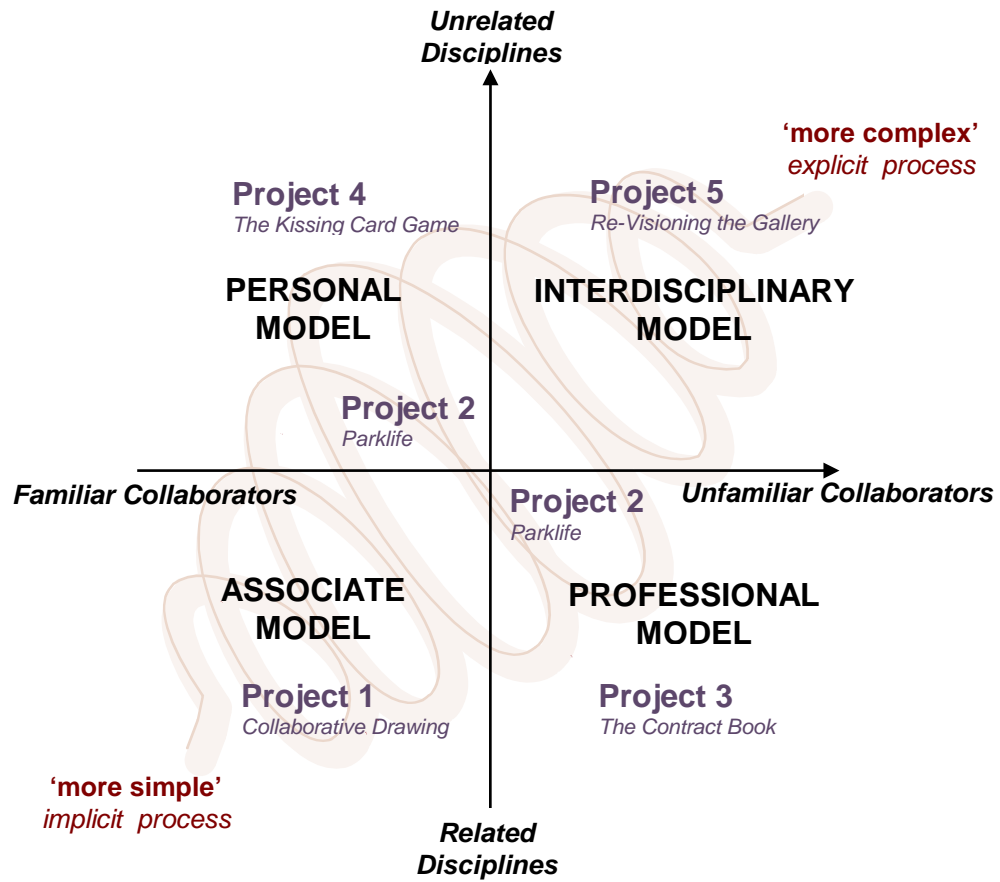 Unrelated
Disciplines
‘more complex’
explicit process
Project 4
The Kissing Card Game
Project 5
Re-Visioning the Gallery
PERSONAL
MODEL
INTERDISCIPLINARY
MODEL
Project 2
Parklife
Familiar Collaborators
Unfamiliar Collaborators
Project 2
Parklife
ASSOCIATE
MODEL
PROFESSIONAL
MODEL
Project 1
Collaborative Drawing
Project 3
The Contract Book
‘more simple’
implicit process
Related
Disciplines